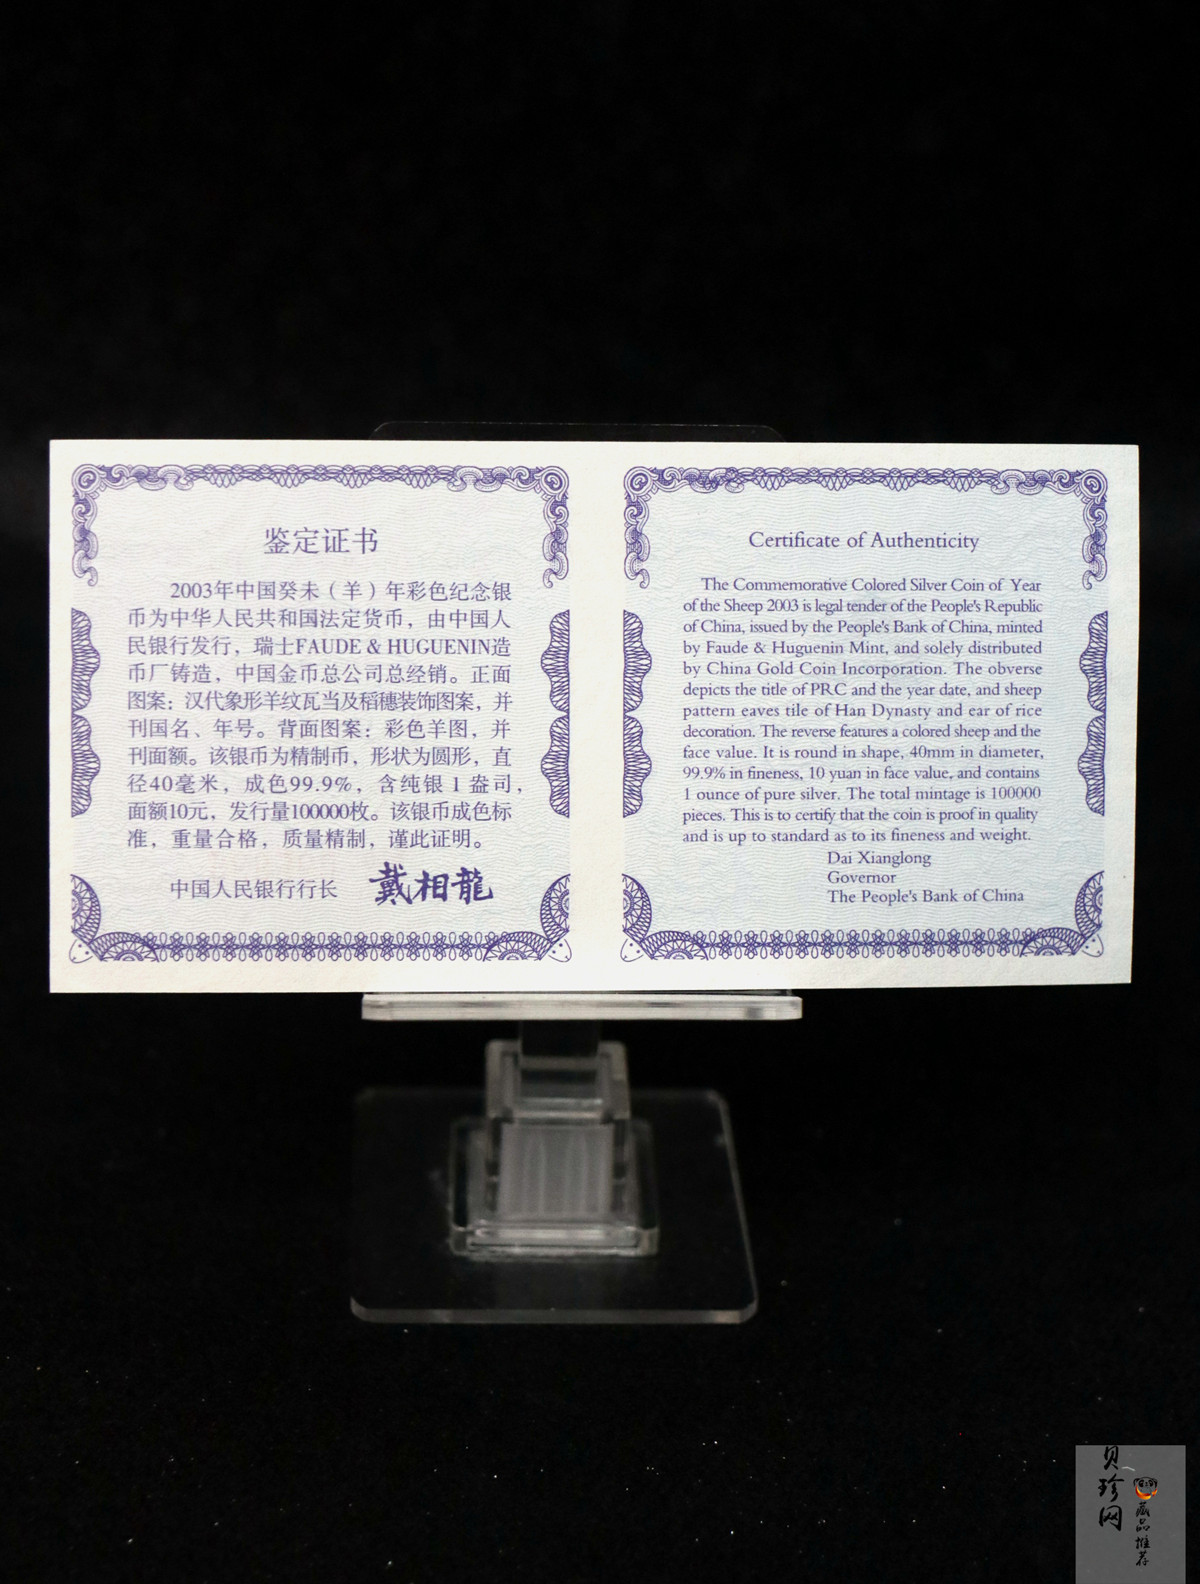 鉴定证书
2003年中国癸未（羊）年彩色纪念银
币为中华人民共和国法定货币，由中国人
民银行发行，瑞士FAUDE & HUGUENIN造
币厂铸造，中国金币总公司总经销。正面
图案：汉代象形羊纹瓦当及稻穗装饰图案，并
刊国名、年号。背面图案：彩色羊图，并
刊面额。该银币为精制币，形状为圆形，直
径40毫米，成色99.9%，含纯银1盎司，
面额10元，发行量100000枚。该银币成色标
准，重量合格，质量精制，谨此证明。
中国人民银行行长 戴相龍
Certificate of Authenticity
The Commemorative Colored Silver Coin of Year
of the Sheep 2003 is legal tender of the People's Republic
of China, issued by the People's Bank of China, minted
by Faude & Huguenin Mint, and solely distributed
by China Gold Coin Incorporation. The obverse
depicts the title of PRC and the year date, and sheep
pattern eaves tile of Han Dynasty and ear of rice
decoration. The reverse features a colored sheep and the
face value. It is round in shape, 40mm in diameter,
99.9% in fineness, 10 yuan in face value, and contains
1 ounce of pure silver. The total mintage is 100000
pieces. This is to certify that the coin is proof in quality
and is up to standard as to its fineness and weight.
Dai Xianglong
Governor
The People's Bank of China
贝珍网
藏品推荐